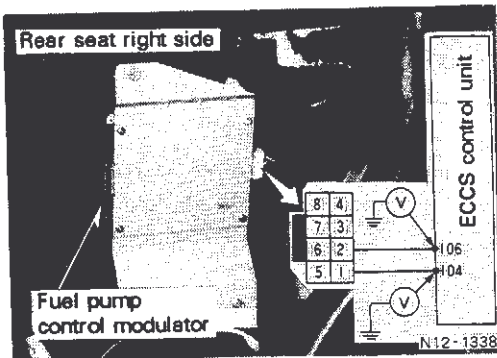 Rear seat right side
ECCS control unit
8 4
7 3
6 2
5 1
V
106
104
V
Fuel pump
control modulator
N12-1338